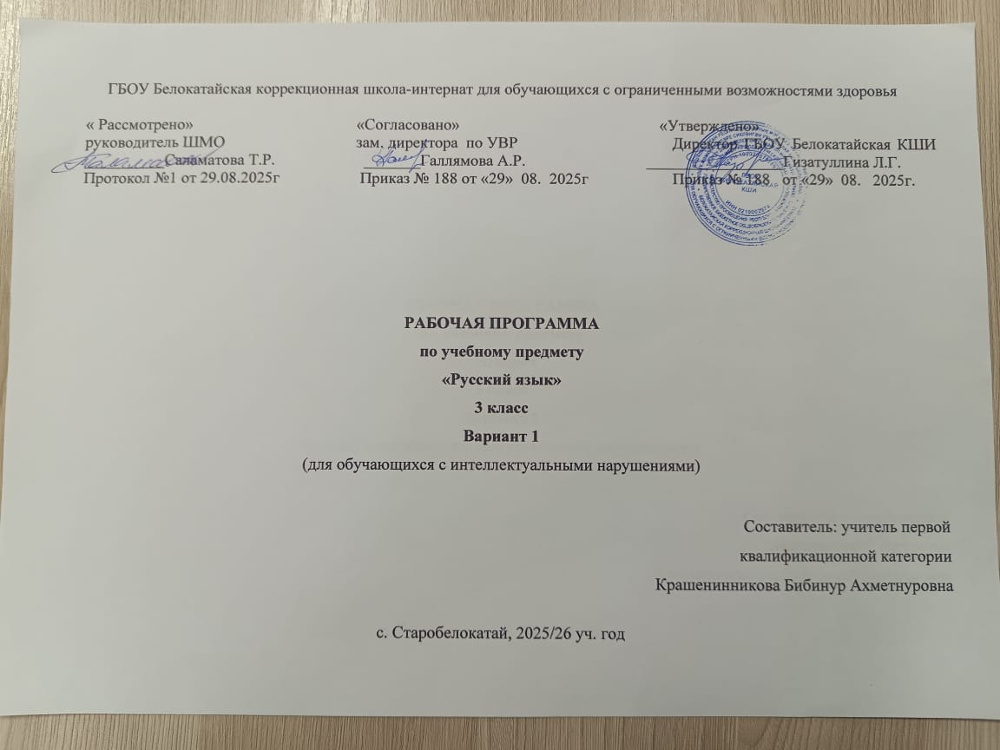 ГБОУ Белокатайская коррекционная школа-интернат для обучающихся с ограниченными возможностями здоровья
« Рассмотрено»
руководитель ШМО
Саламатова Т.Р.
Протокол №1 от 29.08.2025г
«Согласовано»
зам. директора по УВР
Галлямова А.Р.
Приказ № 188 от «29» 08. 2025г
«Утверждено»
Директор ГБОУ Белокатайская КШИ
Гизатуллина Л.Г.
Приказ № 188 от «29» 08. 2025г.
РАБОЧАЯ ПРОГРАММА
по учебному предмету
«Русский язык»
3 класс
Вариант 1
(для обучающихся с интеллектуальными нарушениями)
Составитель: учитель первой
квалификационной категории
Крашенинникова Бибинур Ахметнуровна
с. Старобелокатай, 2025/26 уч. год